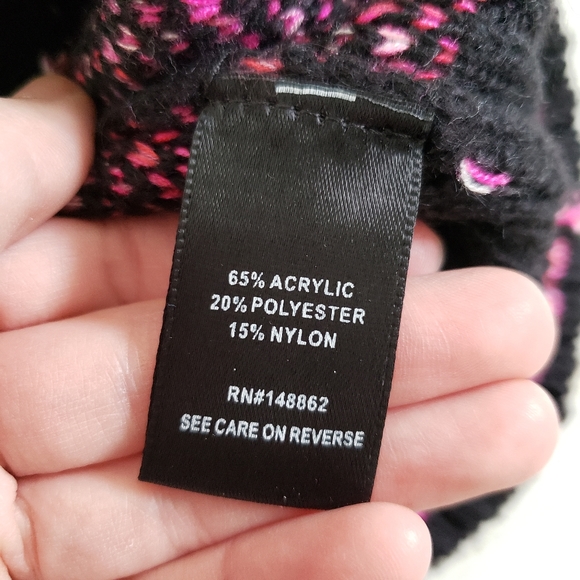 65% ACRYLIC
20% POLYESTER
15% NYLON
RN#148862
SEE CARE ON REVERSE